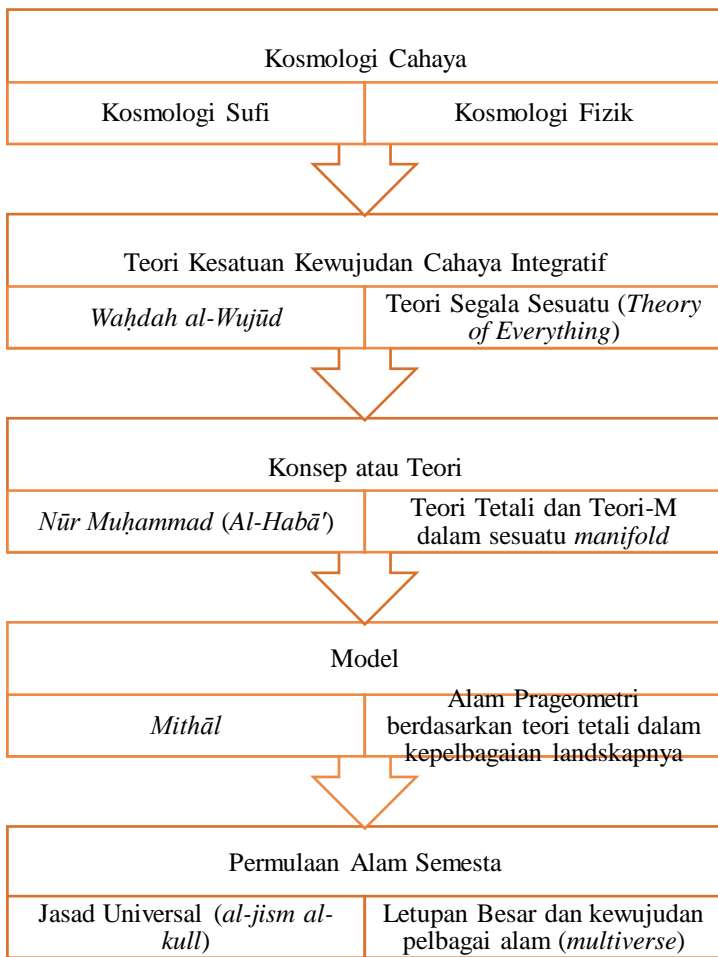 Kosmologi Cahaya
Kosmologi Sufi
Kosmologi Fizik
Teori Kesatuan Kewujudan Cahaya Integratif
Waḥdah al-Wujūd
Teori Segala Sesuatu (Theory
of Everything)
Konsep atau Teori
Nūr Muḥammad (Al-Habā')
Teori Tetali dan Teori-M
dalam sesuatu manifold
Model
Mithāl
Alam Prageometri
berdasarkan teori tetali dalam
kepelbagaian landskapnya
Permulaan Alam Semesta
Jasad Universal (al-jism al-
kull)
Letupan Besar dan kewujudan
pelbagai alam (multiverse)